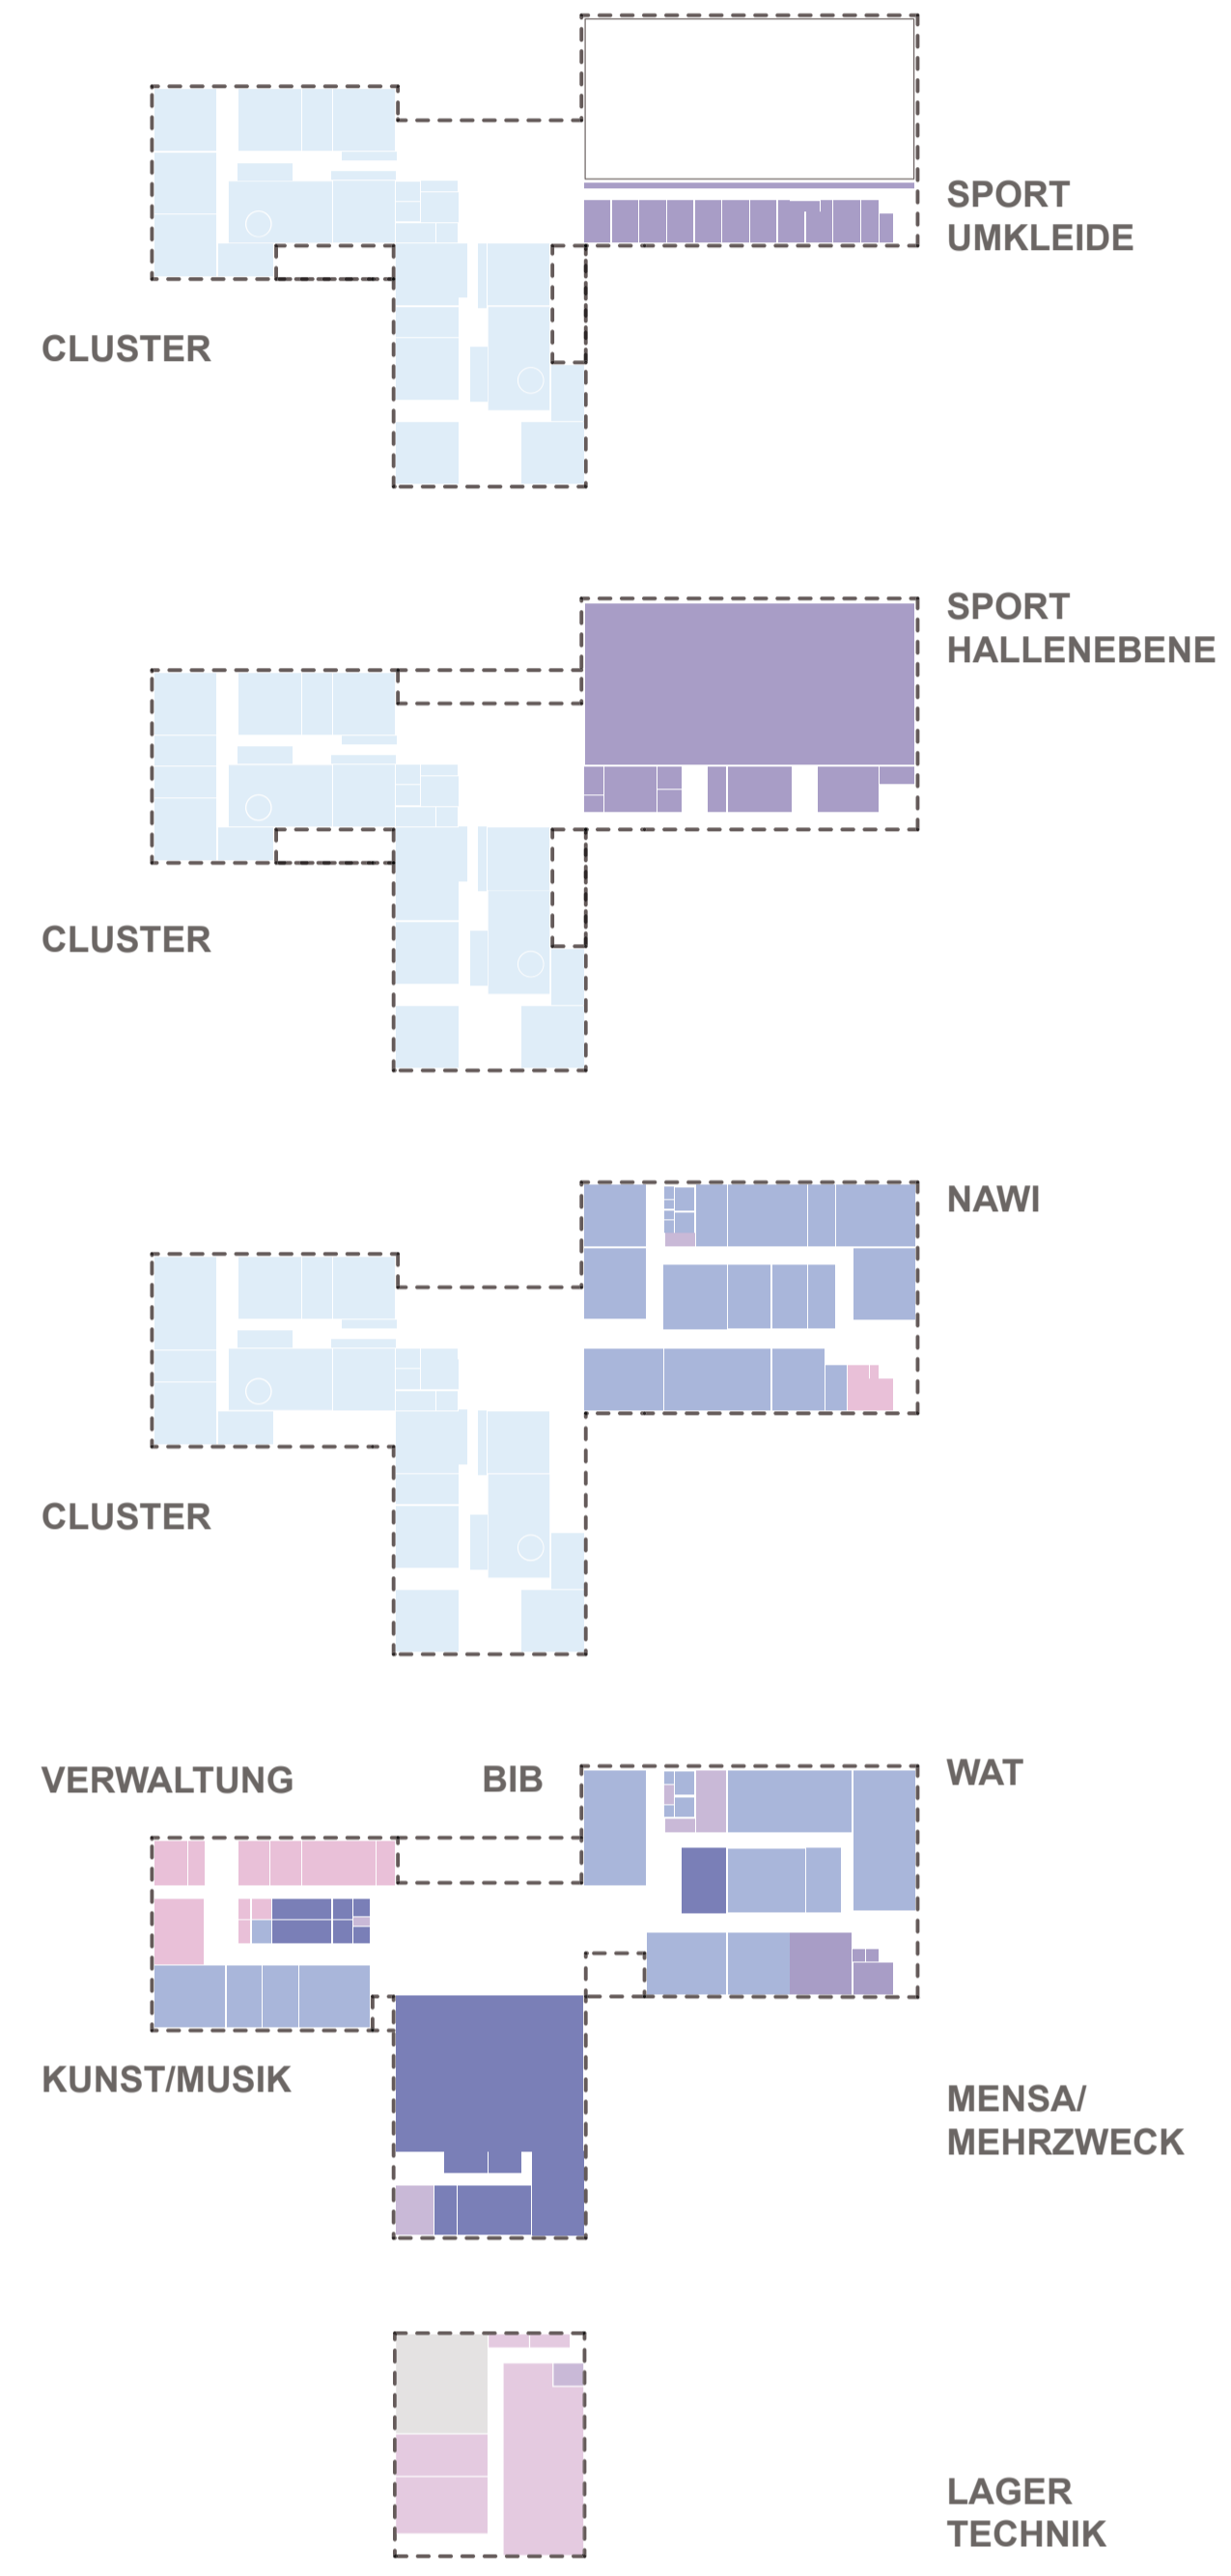 SPORT
UMKLEIDE
CLUSTER
SPORT
HALLENEBENE
CLUSTER
NAWI
CLUSTER
VERWALTUNG
BIB
WAT
KUNST/MUSIK
MENSA/
MEHRZWECK
LAGER
TECHNIK